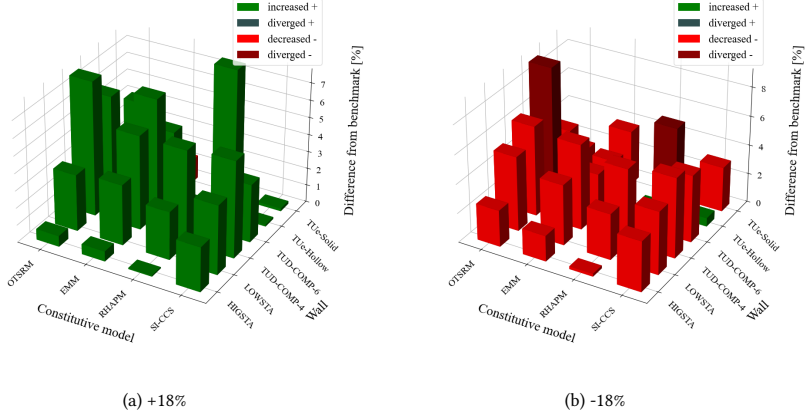 increased +
diverged +
decreased -
diverged -
7
6
5
4
3
2
1
0
Difference from benchmark [%]
OTSRM
EMM
RHAPM
SI-CCS
Constitutive model
HIGSTA
LOWSTA
TUD-COMP-4
TUD-COMP-6
TUe-Hollow
TUe-Solid
Wall
(a) +18%
increased +
diverged +
decreased -
diverged -
8
6
4
2
0
Difference from benchmark [%]
OTSRM
EMM
RHAPM
SI-CCS
Constitutive model
HIGSTA
LOWSTA
TUD-COMP-4
TUD-COMP-6
TUe-Hollow
TUe-Solid
Wall
(b) -18%